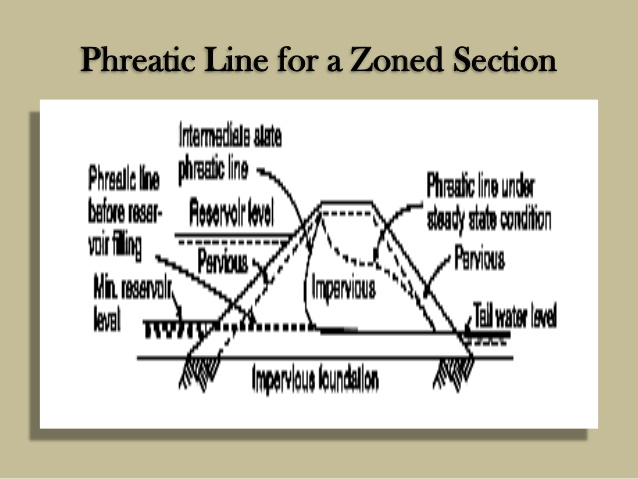 Phreatic Line for a Zoned Section
Intermediate state
phreatic line
Phreatic line
before reser-
voir filling
Reservoir level
Phreatic line under
steady state condition
Pervious
Impervious
Pervious
Min. reservoir
level
Tail water level
Impervious foundation